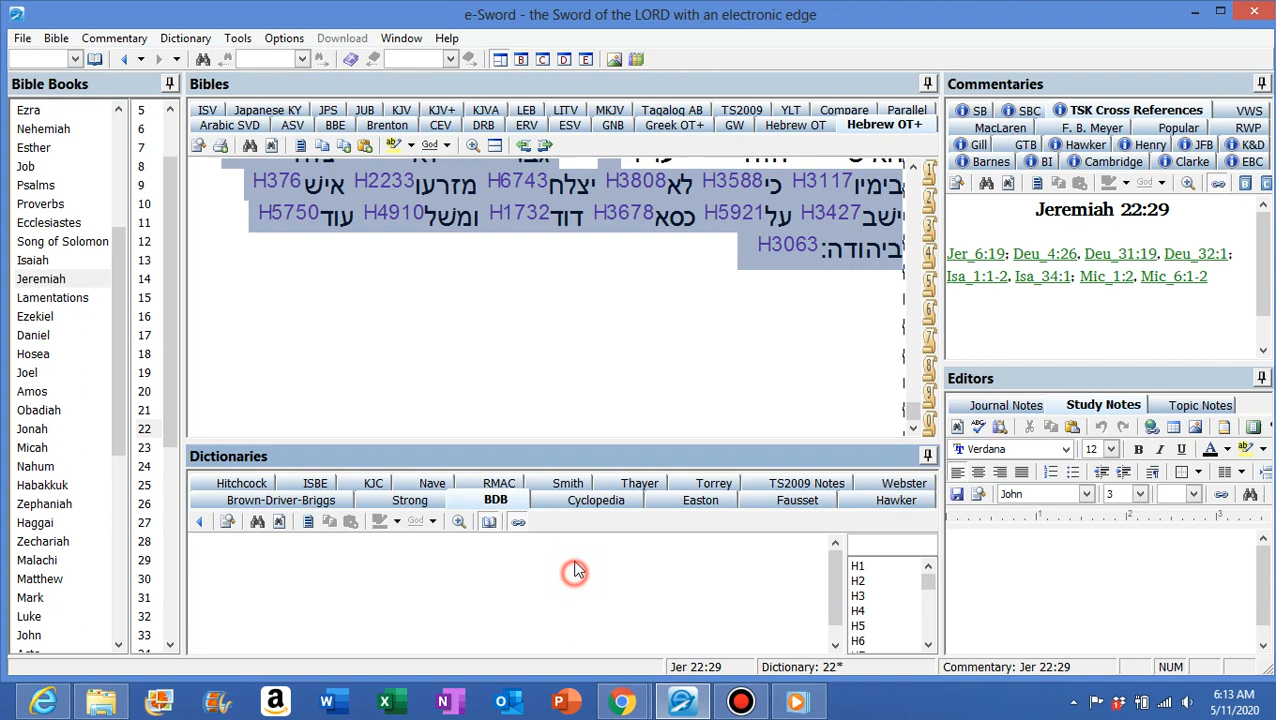 e-Sword - the Sword of the LORD with an electronic edge
File Bible Commentary Dictionary Tools Options Download Window Help
B C D E
Bible Books
Ezra
Nehemiah
Esther
Job
Psalms
Proverbs
Ecclesiastes
Song of Solomon
Isaiah
Jeremiah
Lamentations
Ezekiel
Daniel
Hosea
Joel
Amos
Obadiah
Jonah
Micah
Nahum
Habakkuk
Zephaniah
Haggai
Zechariah
Malachi
Matthew
Mark
Luke
John
5
6
7
8
9
10
11
12
13
14
15
16
17
18
19
20
21
22
23
24
25
26
27
28
29
30
31
32
33
Bibles
ISV Japanese KY JPS JUB KJV KJV+ KJVA LEB LITV MKJV Tagalog AB TS2009 YLT Compare Parallel
Arabic SVD ASV BBE Brenton CEV DRB ERV ESV GNB Greek OT+ GW Hebrew OT Hebrew OT+
God
בימיו H3117 כי H3588 לא H3808 יצלח H6743 מזרעו H2233 אישׁ H376
ישׁב H3427 על H5921 כסא H3678 דוד H1732 ומשׁל H4910 עוד H5750
ביהודה׃ H3063
Dictionaries
Hitchcock ISBE KJC Nave RMAC Smith Thayer Torrey TS2009 Notes Webster
Brown-Driver-Briggs Strong BDB Cyclopedia Easton Fausset Hawker
God
H1
H2
H3
H4
H5
H6
Commentaries
SB SBC TSK Cross References VWS
MacLaren F. B. Meyer Popular RWP
Gill GTB Hawker Henry JFB K&D
Barnes BI Cambridge Clarke EBC
God B C
Jeremiah 22:29
Jer_6:19; Deu_4:26, Deu_31:19, Deu_32:1;
Isa_1:1-2, Isa_34:1; Mic_1:2, Mic_6:1-2
Editors
Journal Notes Study Notes Topic Notes
Verdana 12 B I U A
John 3
1 2 3
Jer 22:29 Dictionary: 22* Commentary: Jer 22:29 NUM
6:13 AM
5/11/2020